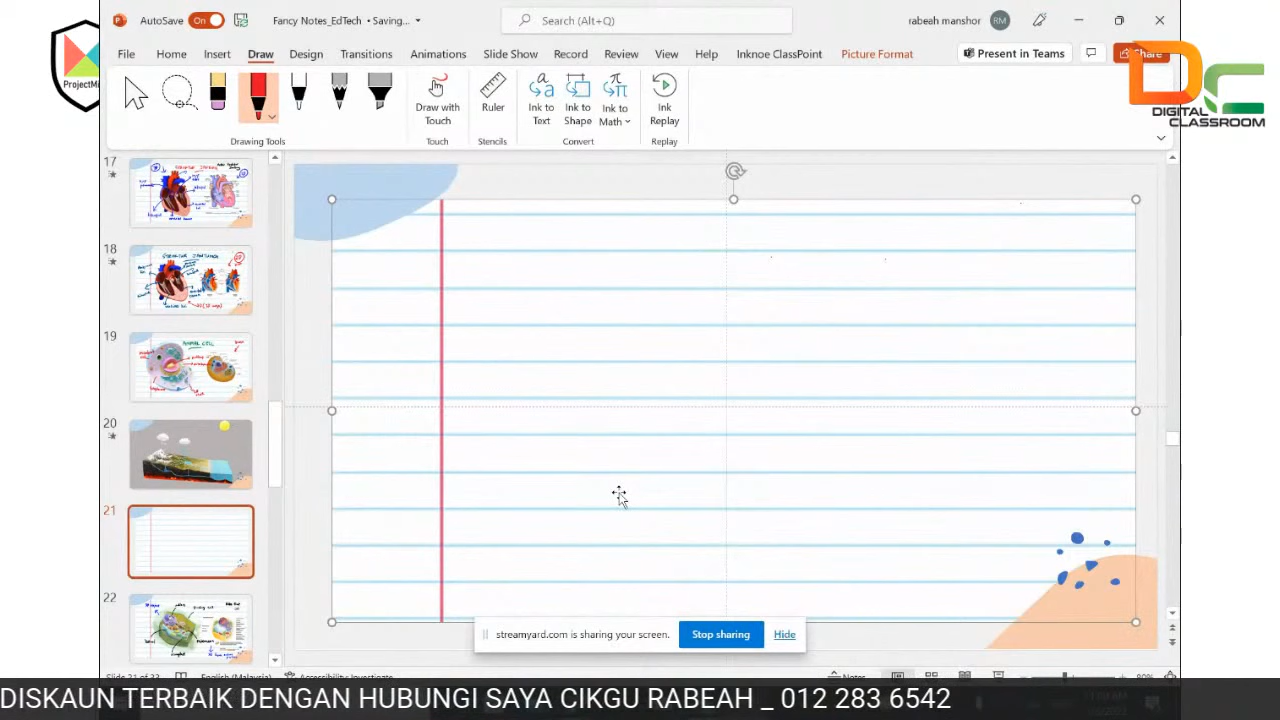 AutoSave On Fancy Notes_EdTech • Saving... Search (Alt+Q) rabeah manshor RM
File Home Insert Draw Design Transitions Animations Slide Show Record Review View Help Inknoe ClassPoint Picture Format Present in Teams Share
DIGITAL
CLASSROOM
Draw with
Touch
Ruler
Ink to
Text
Ink to
Shape
Ink to
Math
Ink
Replay
Drawing Tools Touch Stencils Convert Replay
17
18
19
20
21
22
streamyard.com is sharing your screen. Stop sharing Hide
English (Malaysia)
Notes
80%
DISKAUN TERBAIK DENGAN HUBUNGI SAYA CIKGU RABEAH _ 012 283 6542